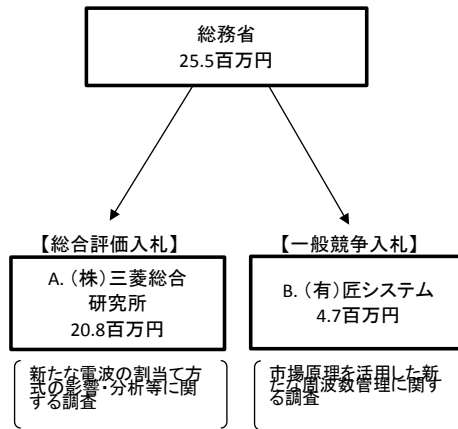 総務省
25.5百万円
【総合評価入札】
A.（株）三菱総合
研究所
20.8百万円
新たな電波の割当て方
式の影響・分析等に関
する調査
【一般競争入札】
B.（有）匠システム
4.7百万円
市場原理を活用した新
たな周波数管理に関す
る調査